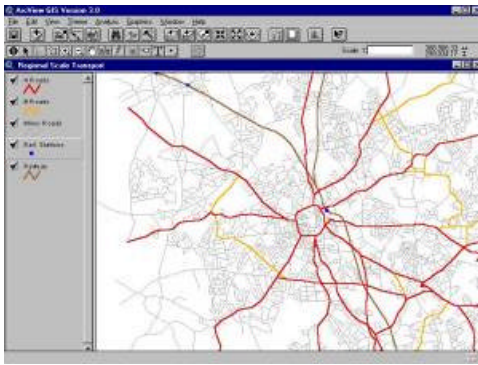 ArcView GIS Version 3.0
File Edit View Theme Analysis Graphics Window Help
Scale 1:
Regional Scale Transport
A Roads
B Roads
Minor Roads
Rail Stations
Railways